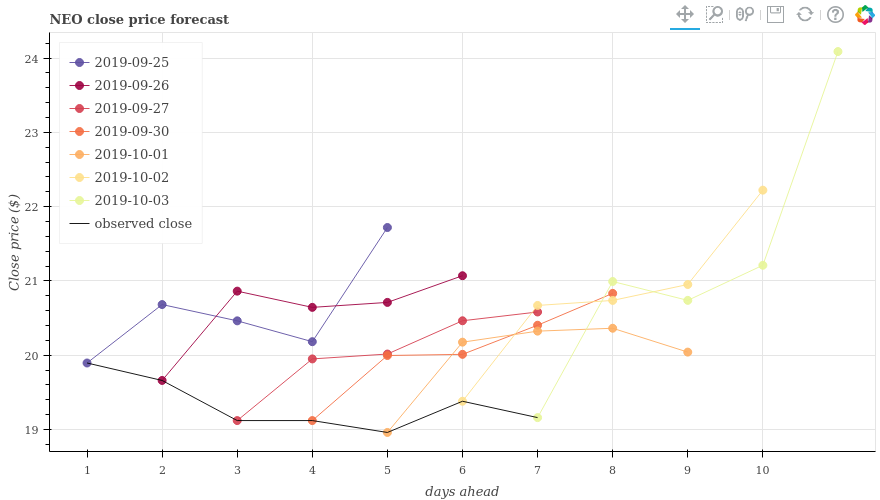 NEO close price forecast
2019-09-25
2019-09-26
2019-09-27
2019-09-30
2019-10-01
2019-10-02
2019-10-03
observed close
Close price ($)
24
23
22
21
20
19
1 2 3 4 5 6 7 8 9 10
days ahead